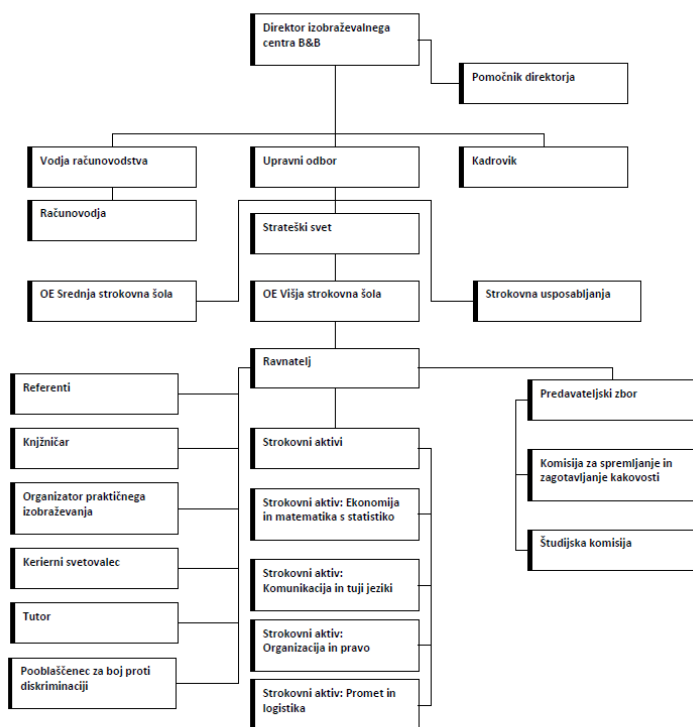 Direktor izobraževalnega
centra B&B
Pomočnik direktorja
Vodja računovodstva
Upravni odbor
Kadrovik
Računovodja
Strateški svet
OE Srednja strokovna šola
OE Višja strokovna šola
Strokovna usposabljanja
Ravnatelj
Referenti
Knjžničar
Organizator praktičnega
izobraževanja
Kerierni svetovalec
Tutor
Pooblaščenec za boj proti
diskriminaciji
Strokovni aktivi
Strokovni aktiv: Ekonomija
in matematika s statistiko
Strokovni aktiv:
Komunikacija in tuji jeziki
Strokovni aktiv:
Organizacija in pravo
Strokovni aktiv: Promet in
logistika
Predavateljski zbor
Komisija za spremljanje in
zagotavljanje kakovosti
Študijska komisija